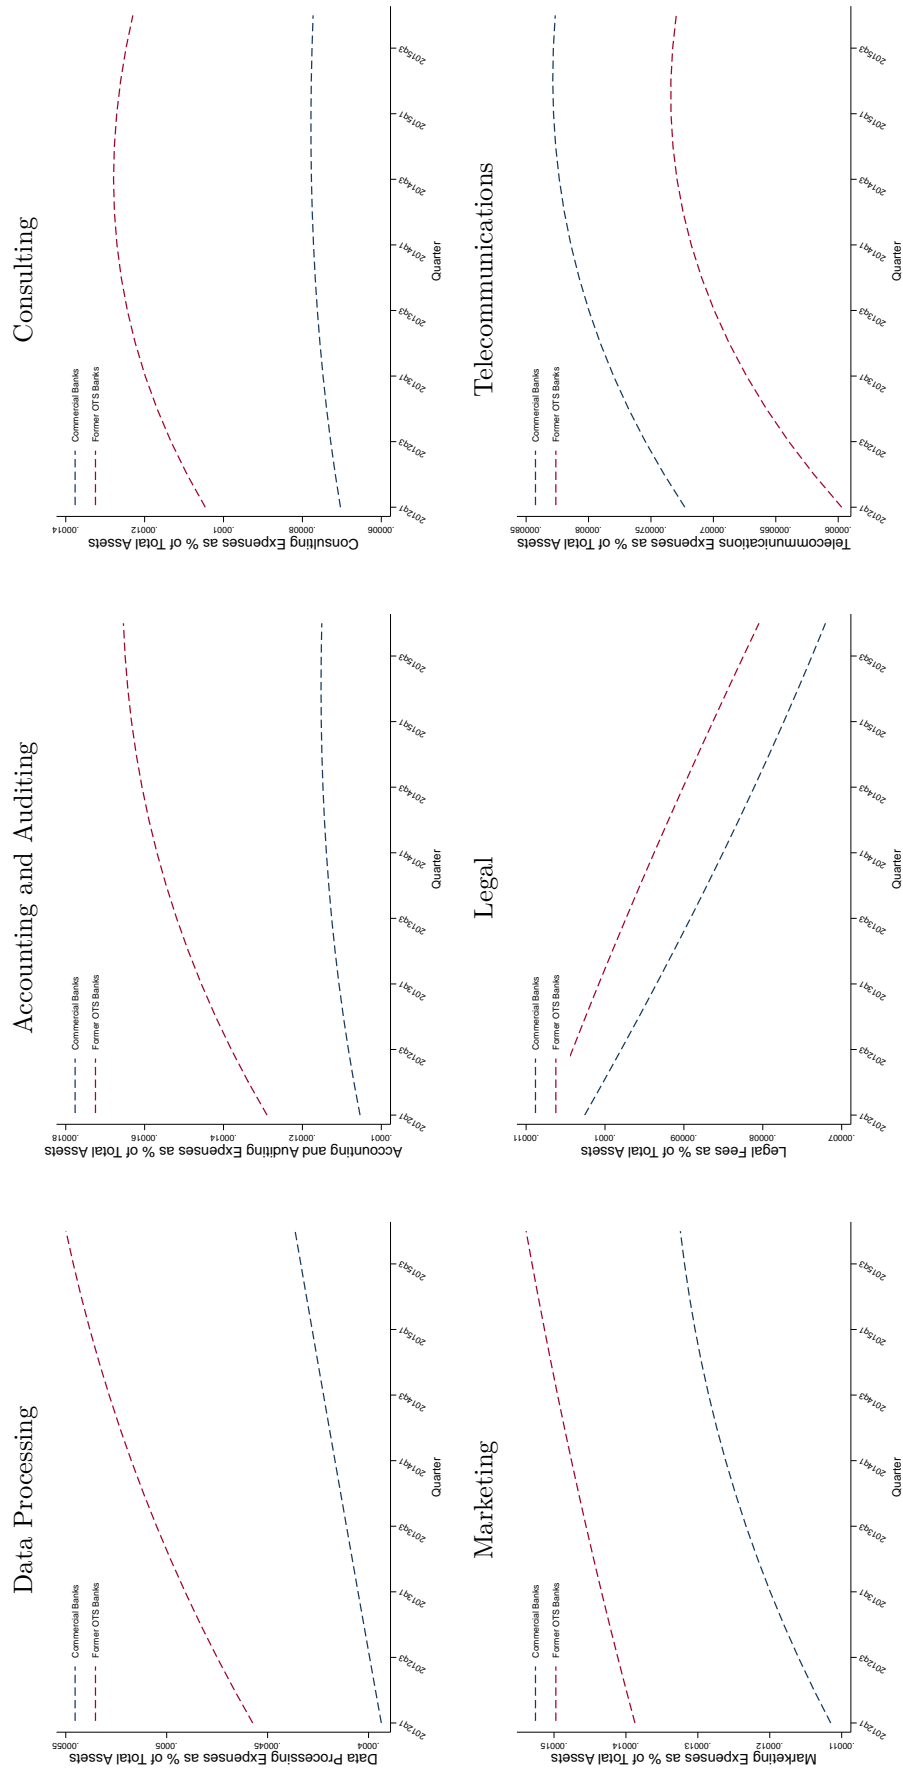 Data Processing
Data Processing Expenses as % of Total Assets
.00055
.0005
.00045
.0004
Commercial Banks
Former OTS Banks
2012q1
2012q3
2013q1
2013q3
2014q1
2014q3
2015q1
2015q3
Quarter
Accounting and Auditing
Accounting and Auditing Expenses as % of Total Assets
.00018
.00016
.00014
.00012
.0001
Commercial Banks
Former OTS Banks
2012q1
2012q3
2013q1
2013q3
2014q1
2014q3
2015q1
2015q3
Quarter
Consulting
Consulting Expenses as % of Total Assets
.00014
.00012
.0001
.00008
.00006
Commercial Banks
Former OTS Banks
2012q1
2012q3
2013q1
2013q3
2014q1
2014q3
2015q1
2015q3
Quarter
Marketing
Marketing Expenses as % of Total Assets
.00015
.00014
.00013
.00012
.00011
Commercial Banks
Former OTS Banks
2012q1
2012q3
2013q1
2013q3
2014q1
2014q3
2015q1
2015q3
Quarter
Legal
Legal Fees as % of Total Assets
.00011
.0001
.00009
.00008
.00007
Commercial Banks
Former OTS Banks
2012q1
2012q3
2013q1
2013q3
2014q1
2014q3
2015q1
2015q3
Quarter
Telecommunications
Telecommunications Expenses as % of Total Assets
.000085
.00008
.000075
.00007
.000065
.00006
Commercial Banks
Former OTS Banks
2012q1
2012q3
2013q1
2013q3
2014q1
2014q3
2015q1
2015q3
Quarter